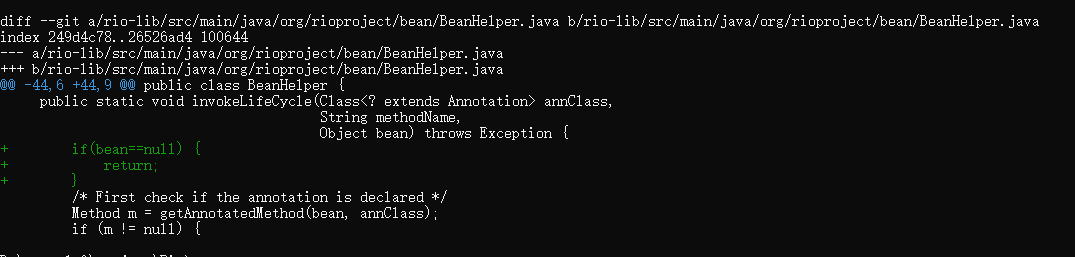 diff --git a/rio-lib/src/main/java/org/rioproject/bean/BeanHelper.java b/rio-lib/src/main/java/org/rioproject/bean/BeanHelper.java
index 249d4c78..26526ad4 100644
--- a/rio-lib/src/main/java/org/rioproject/bean/BeanHelper.java
+++ b/rio-lib/src/main/java/org/rioproject/bean/BeanHelper.java
@@ -44,6 +44,9 @@ public class BeanHelper {
     public static void invokeLifeCycle(Class<? extends Annotation> annClass,
                                        String methodName,
                                        Object bean) throws Exception {
+        if(bean==null) {
+            return;
+        }
         /* First check if the annotation is declared */
         Method m = getAnnotatedMethod(bean, annClass);
         if (m != null) {